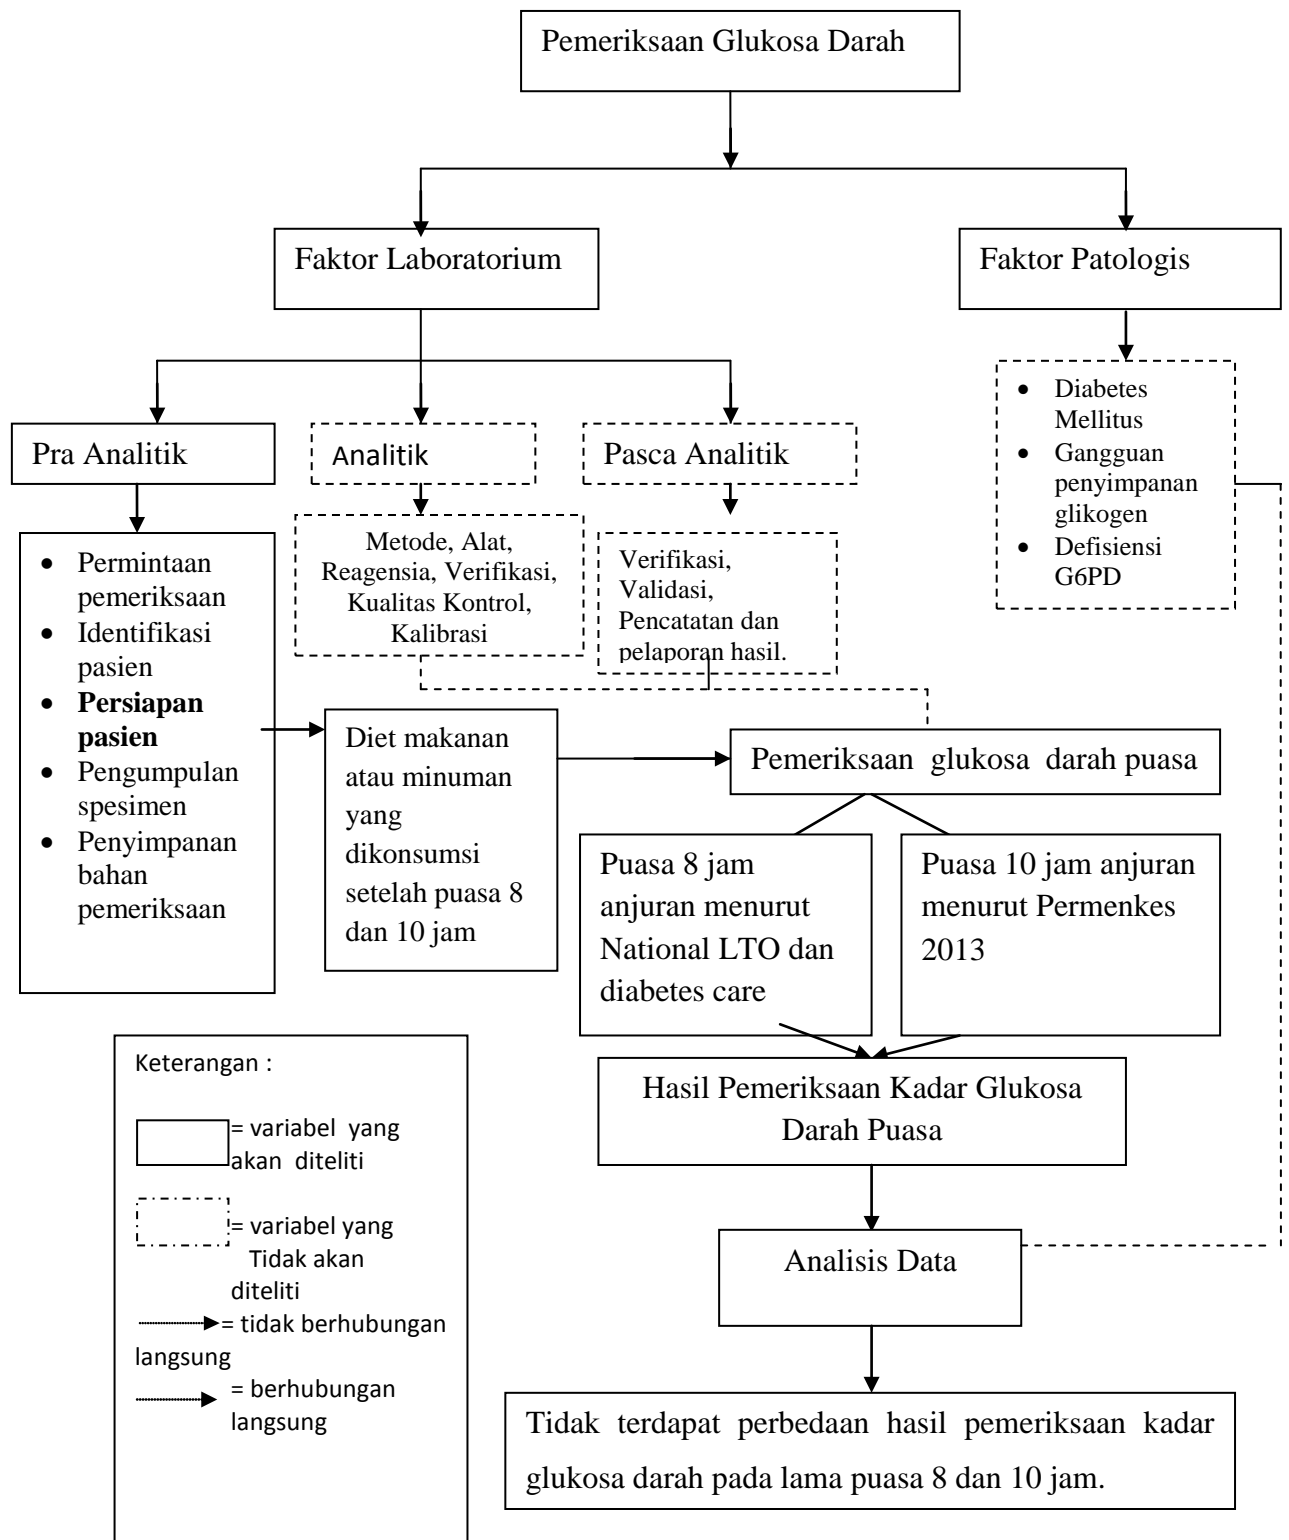 Pemeriksaan Glukosa Darah
Faktor Laboratorium
Faktor Patologis
Pra Analitik
Analitik
Pasca Analitik
• Diabetes
Mellitus
• Gangguan
penyimpanan
glikogen
• Defisiensi
G6PD
• Permintaan
pemeriksaan
• Identifikasi
pasien
• Persiapan
pasien
• Pengumpulan
spesimen
• Penyimpanan
bahan
pemeriksaan
Metode, Alat,
Reagensia, Verifikasi,
Kualitas Kontrol,
Kalibrasi
Verifikasi,
Validasi,
Pencatatan dan
pelaporan hasil.
Diet makanan
atau minuman
yang
dikonsumsi
setelah puasa 8
dan 10 jam
Pemeriksaan glukosa darah puasa
Puasa 8 jam
anjuran menurut
National LTO dan
diabetes care
Puasa 10 jam anjuran
menurut Permenkes
2013
Hasil Pemeriksaan Kadar Glukosa
Darah Puasa
Analisis Data
Tidak terdapat perbedaan hasil pemeriksaan kadar
glukosa darah pada lama puasa 8 dan 10 jam.
Keterangan :
= variabel yang
akan diteliti
= variabel yang
Tidak akan
diteliti
= tidak berhubungan
langsung
= berhubungan
langsung